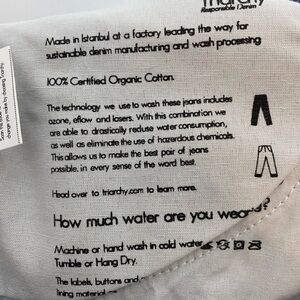 Triarchy
Responsible Denim
Made in Istanbul at a factory leading the way for
sustainable denim manufacturing and wash processing
100% Certified Organic Cotton.
The technology we use to wash these jeans includes
ozone, eflow and lasers. With this combination we
are able to drastically reduce water consumption,
as well as eliminate the use of hazardous chemicals.
This allows us to make the best pair of jeans
possible, in every sense of the word best.
Head over to triarchy.com to learn more.
How much water are you wearing?
Machine or hand wash in cold water
Tumble or Hang Dry.
The labels, buttons and
lining material